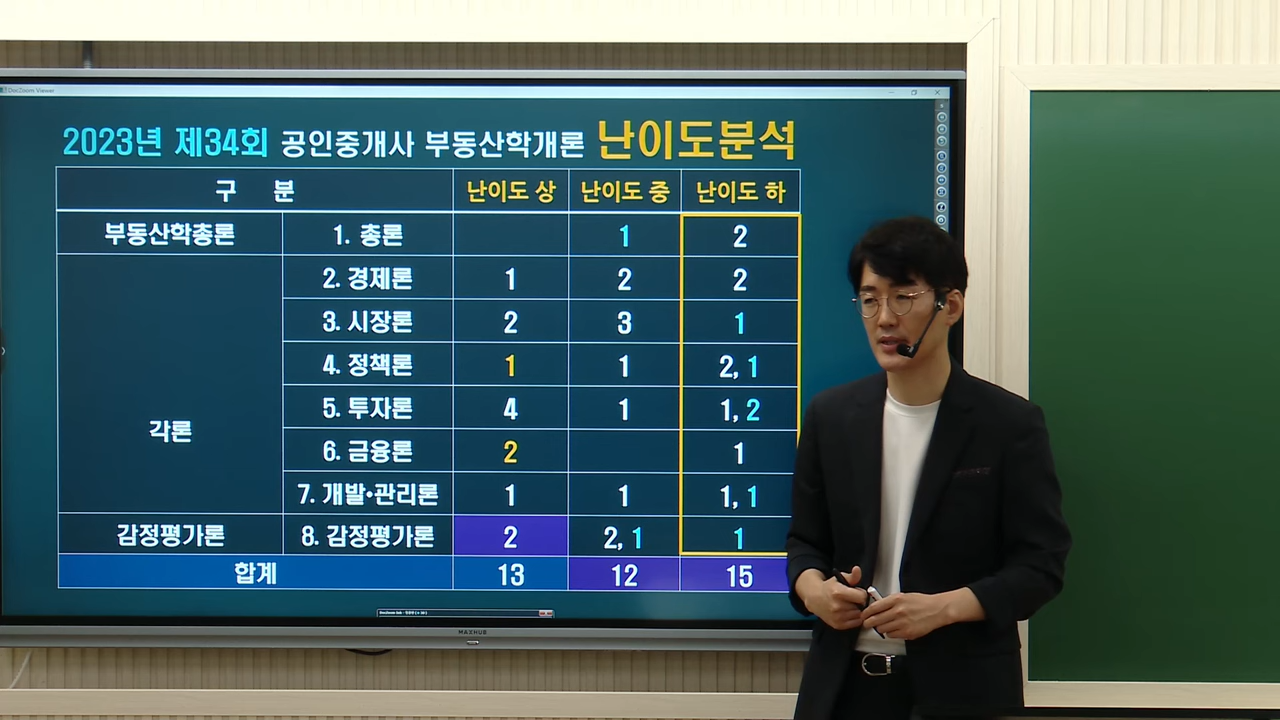 DocZoom Viewer
2023년 제34회 공인중개사 부동산학개론 난이도분석
구 분 난이도 상 난이도 중 난이도 하
부동산학총론 1. 총론 1 2
2. 경제론 1 2 2
3. 시장론 2 3 1
4. 정책론 1 1 2, 1
각론 5. 투자론 4 1 1, 2
6. 금융론 2 1
7. 개발•관리론 1 1 1, 1
감정평가론 8. 감정평가론 2 2, 1 1
합계 13 12 15
MAXHUB